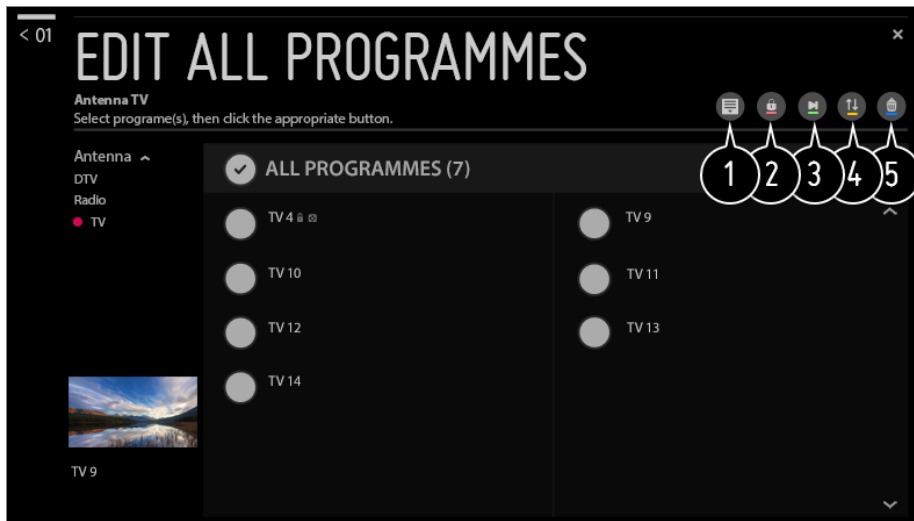 < 01
EDIT ALL PROGRAMMES
×
Antenna TV
Select programe(s), then click the appropriate button.
1
2
3
4
5
Antenna
DTV
Radio
TV
ALL PROGRAMMES (7)
TV 4
TV 9
TV 10
TV 11
TV 12
TV 13
TV 14
TV 9